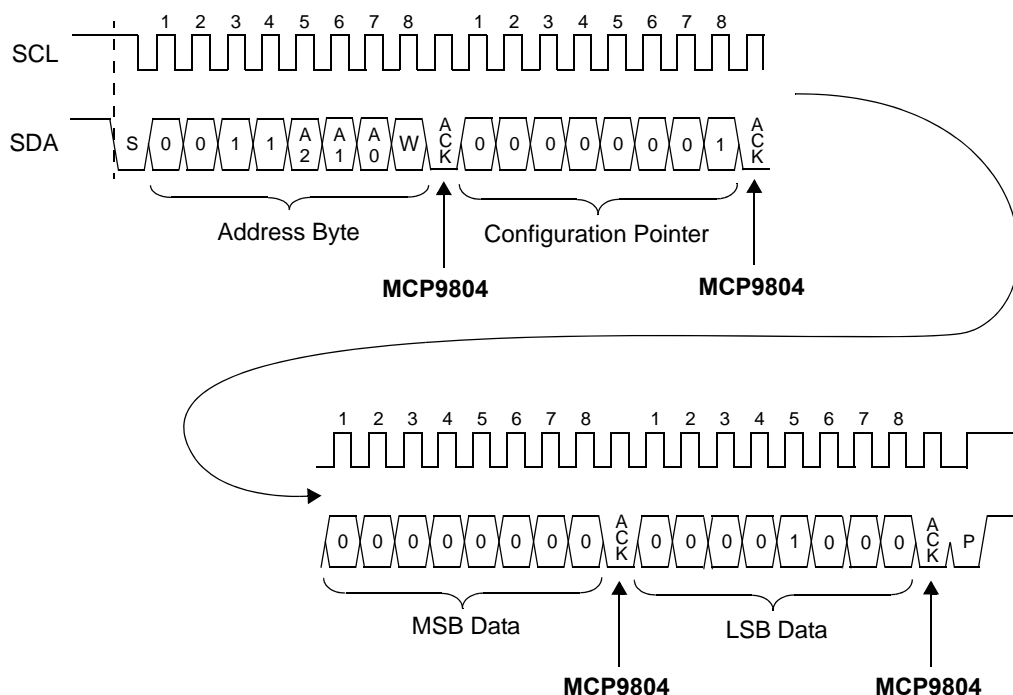 1 2 3 4 5 6 7 8 1 2 3 4 5 6 7 8
SCL
SDA
S 0 0 1 1 A2 A1 A0 W ACK 0 0 0 0 0 0 0 1 ACK
Address Byte Configuration Pointer
MCP9804 MCP9804
1 2 3 4 5 6 7 8 1 2 3 4 5 6 7 8
0 0 0 0 0 0 0 0 ACK 0 0 0 0 1 0 0 0 ACK P
MSB Data LSB Data
MCP9804 MCP9804